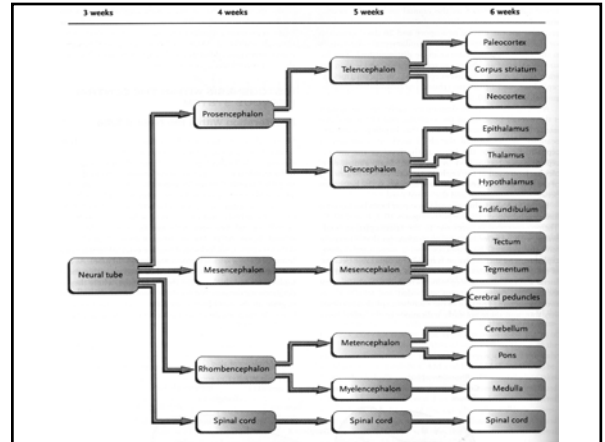 3 weeks 4 weeks 5 weeks 6 weeks
Paleocortex
Telencephalon
Corpus striatum
Neocortex
Prosencephalon
Epithalamus
Thalamus
Diencephalon
Hypothalamus
Indifundibulum
Tectum
Neural tube
Mesencephalon
Mesencephalon
Tegmentum
Cerebral peduncles
Cerebellum
Metencephalon
Pons
Rhombencephalon
Myelencephalon
Medulla
Spinal cord
Spinal cord
Spinal cord